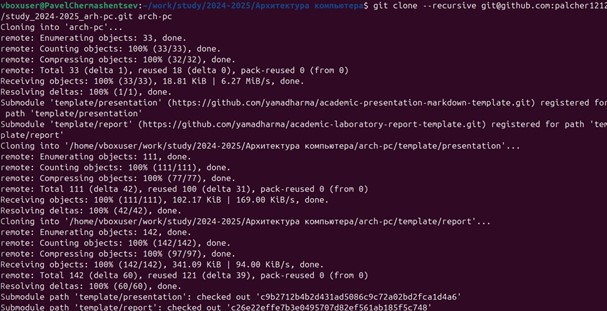 vboxuser@PavelChermashentsev:~/work/study/2024-2025/Архитектура компьютера$ git clone --recursive git@github.com:palcher1212
/study_2024-2025_arh-pc.git arch-pc
Cloning into 'arch-pc'...
remote: Enumerating objects: 33, done.
remote: Counting objects: 100% (33/33), done.
remote: Compressing objects: 100% (32/32), done.
remote: Total 33 (delta 1), reused 18 (delta 0), pack-reused 0 (from 0)
Receiving objects: 100% (33/33), 18.81 KiB | 6.27 MiB/s, done.
Resolving deltas: 100% (1/1), done.
Submodule 'template/presentation' (https://github.com/yamadharma/academic-presentation-markdown-template.git) registered for
path 'template/presentation'
Submodule 'template/report' (https://github.com/yamadharma/academic-laboratory-report-template.git) registered for path 'tem
plate/report'
Cloning into '/home/vboxuser/work/study/2024-2025/Архитектура компьютера/arch-pc/template/presentation'...
remote: Enumerating objects: 111, done.
remote: Counting objects: 100% (111/111), done.
remote: Compressing objects: 100% (77/77), done.
remote: Total 111 (delta 42), reused 100 (delta 31), pack-reused 0 (from 0)
Receiving objects: 100% (111/111), 102.17 KiB | 169.00 KiB/s, done.
Resolving deltas: 100% (42/42), done.
Cloning into '/home/vboxuser/work/study/2024-2025/Архитектура компьютера/arch-pc/template/report'...
remote: Enumerating objects: 142, done.
remote: Counting objects: 100% (142/142), done.
remote: Compressing objects: 100% (97/97), done.
remote: Total 142 (delta 60), reused 121 (delta 39), pack-reused 0 (from 0)
Receiving objects: 100% (142/142), 341.09 KiB | 94.00 KiB/s, done.
Resolving deltas: 100% (60/60), done.
Submodule path 'template/presentation': checked out 'c9b2712b4b2d431ad5086c9c72a02bd2fca1d4a6'
Submodule path 'template/report': checked out 'c26e22effe7b3e0495707d82ef561ab185f5c748'